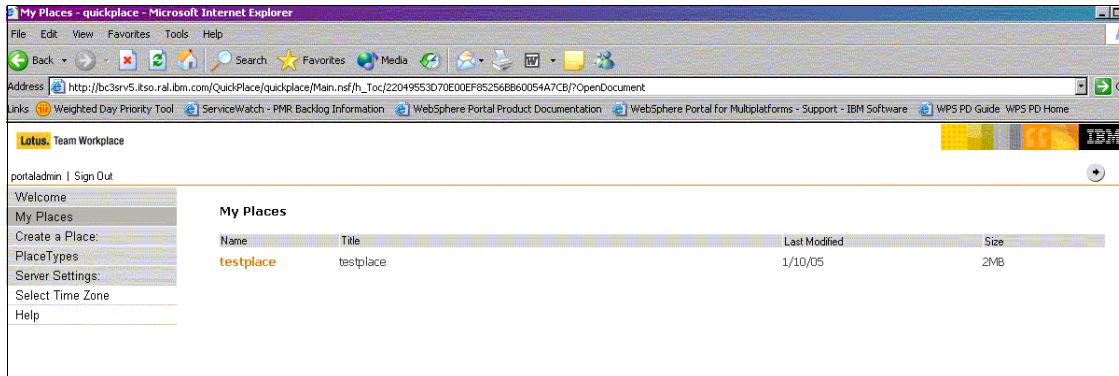 My Places - quickplace - Microsoft Internet Explorer
File Edit View Favorites Tools Help
Back Search Favorites Media
Address http://bc3srv5.itso.ral.ibm.com/QuickPlace/quickplace/Main.nsf/h_Toc/22049553D70E00EF85256BB60054A7CB/?OpenDocument
Links Weighted Day Priority Tool ServiceWatch - PMR Backlog Information WebSphere Portal Product Documentation WebSphere Portal for Multiplatforms - Support - IBM Software WPS PD Guide WPS PD Home
Lotus. Team Workplace
IBM
portaladmin | Sign Out
Welcome
My Places
Create a Place:
PlaceTypes
Server Settings:
Select Time Zone
Help
My Places
Name Title Last Modified Size
testplace testplace 1/10/05 2MB